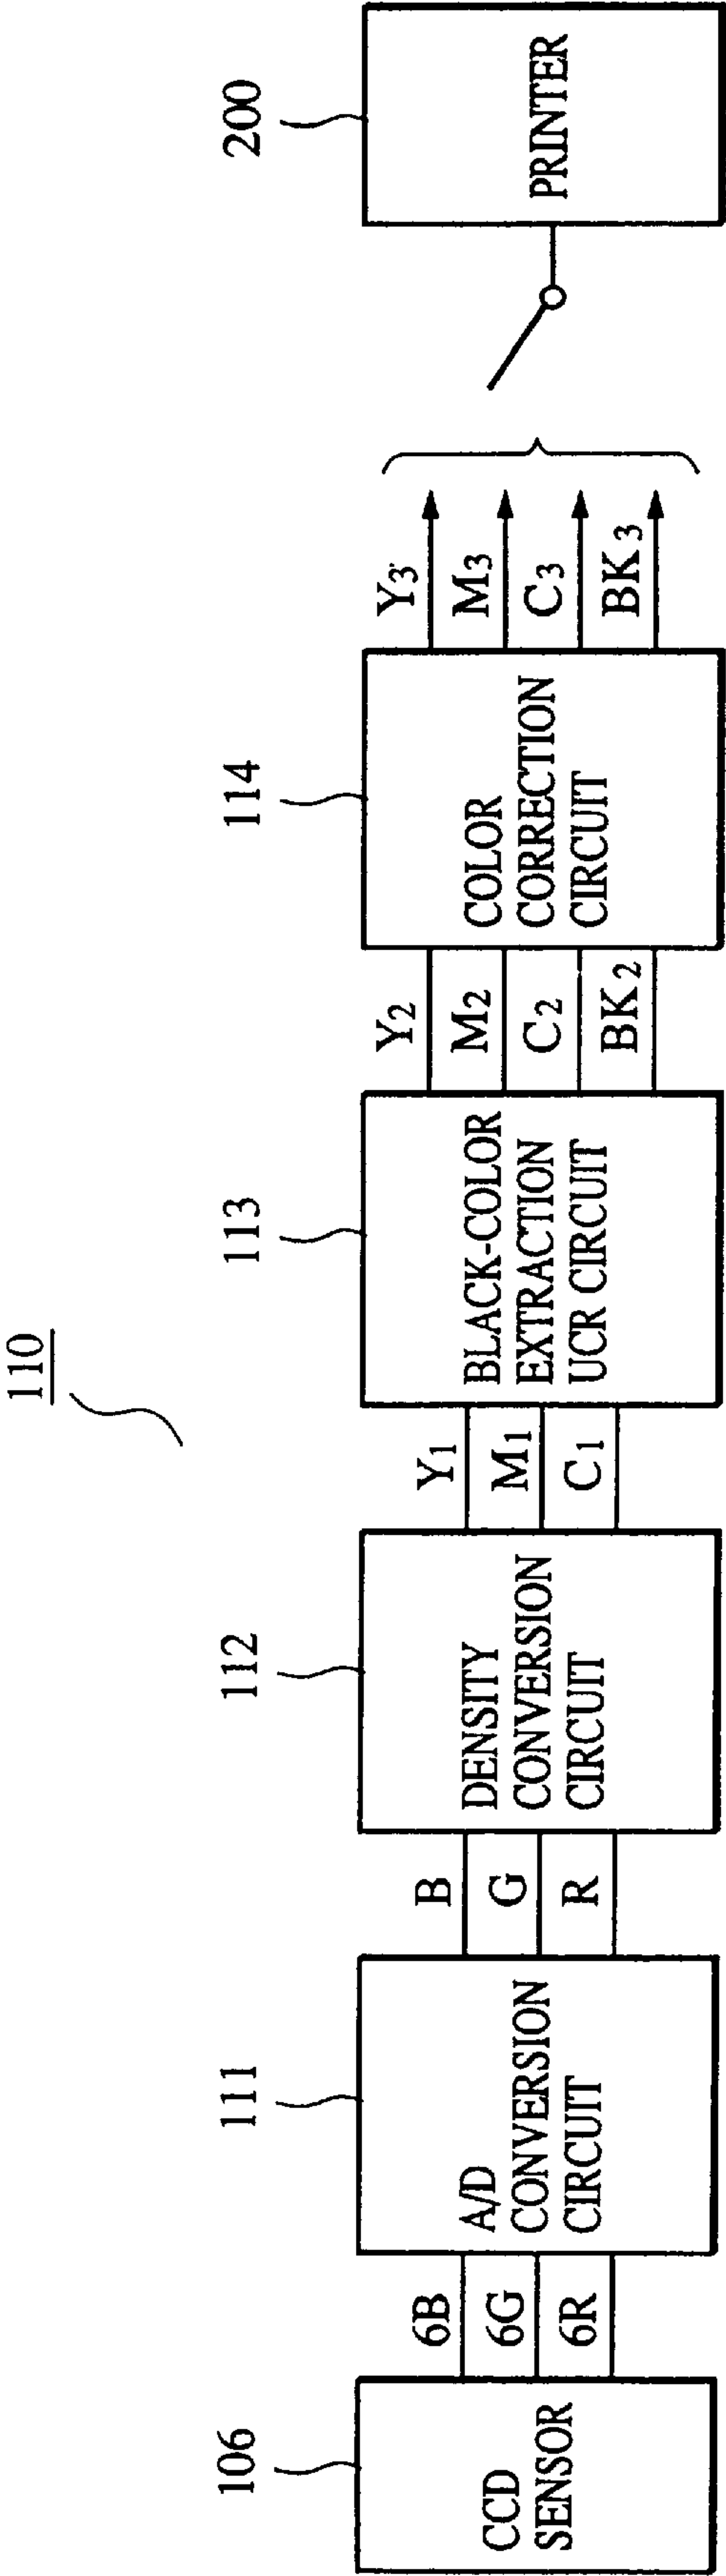 110
106
CCD
SENSOR
6B
6G
6R
111
A/D
CONVERSION
CIRCUIT
B
G
R
112
DENSITY
CONVERSION
CIRCUIT
Y1
M1
C1
113
BLACK-COLOR
EXTRACTION
UCR CIRCUIT
Y2
M2
C2
BK2
114
COLOR
CORRECTION
CIRCUIT
Y3
M3
C3
BK3
200
PRINTER